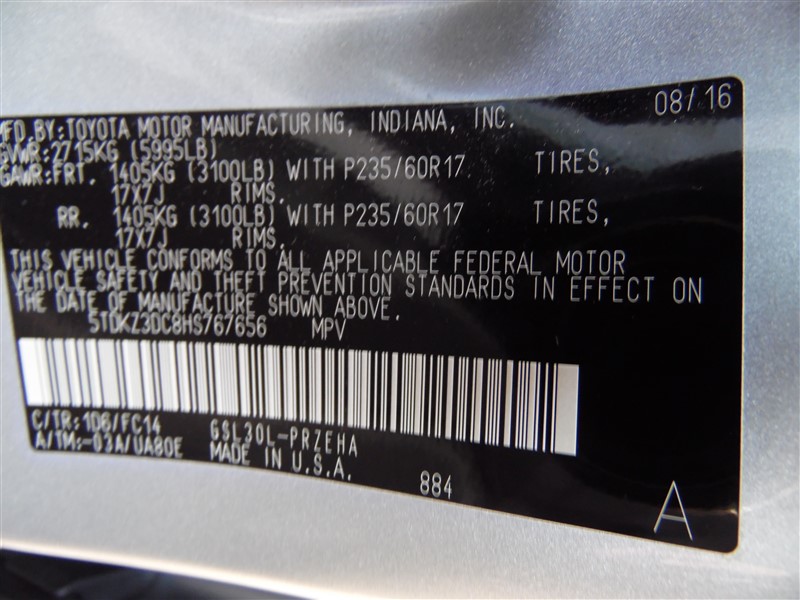 08/16
MFD.BY:TOYOTA MOTOR MANUFACTURING, INDIANA, INC.
GVWR:2715KG (5995LB)
GAWR:FRT. 1405KG (3100LB) WITH P235/60R17 TIRES,
17X7J RIMS.
RR. 1405KG (3100LB) WITH P235/60R17 TIRES,
17X7J RIMS.
THIS VEHICLE CONFORMS TO ALL APPLICABLE FEDERAL MOTOR
VEHICLE SAFETY AND THEFT PREVENTION STANDARDS IN EFFECT ON
THE DATE OF MANUFACTURE SHOWN ABOVE.
5TDKZ3DC8HS767656 MPV
C/TR:1D6/FC14 GSL30L-PRZEHA
A/TM:-03A/UA80E MADE IN U.S.A.
884
A